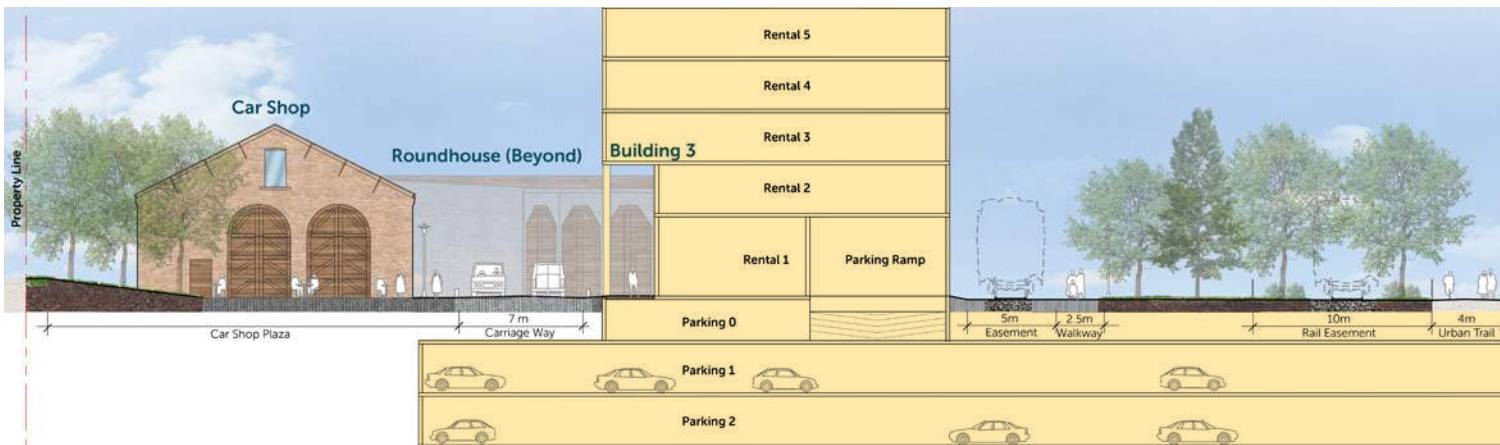 Property Line
Car Shop
Roundhouse (Beyond)
Building 3
Rental 5
Rental 4
Rental 3
Rental 2
Rental 1
Parking Ramp
Parking 0
Parking 1
Parking 2
Car Shop Plaza
7 m
Carriage Way
5m
Easement
2.5m
Walkway
10m
Rail Easement
4m
Urban Trail